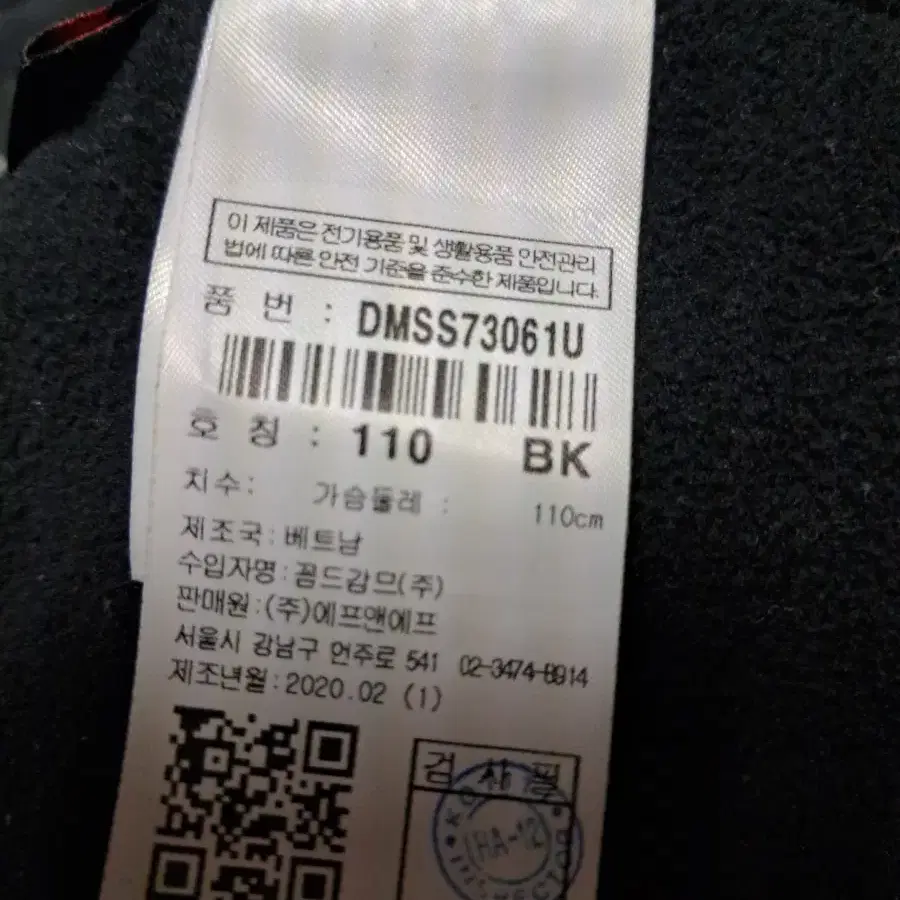 이 제품은 전기용품 및 생활용품 안전관리
법에 따른 안전 기준을 준수한 제품입니다.
품 번 : DMSS73061U
호 칭 : 110 BK
치수: 가슴둘레 : 110cm
제조국: 베트남
수입자명: 꼼드감므(주)
판매원:(주)에프앤에프
서울시 강남구 언주로 541 02-3474-8914
제조년월:2020.02 (1)
검 사 필
HA-12
INSPECTOR